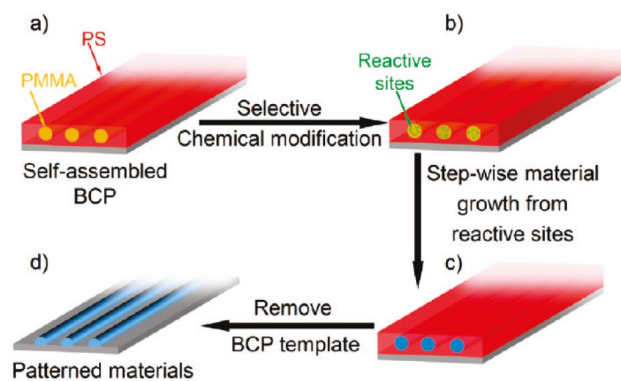 a)
PS
PMMA
Self-assembled
BCP
Selective
Chemical modification
b)
Reactive
sites
Step-wise material
growth from
reactive sites
c)
Remove
BCP template
d)
Patterned materials